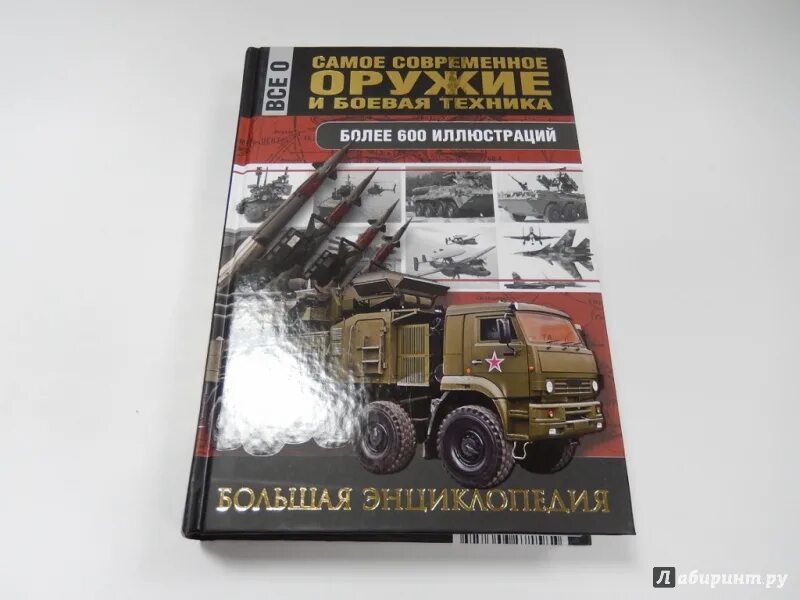 ВСЕ О
САМОЕ СОВРЕМЕННОЕ
ОРУЖИЕ
И БОЕВАЯ ТЕХНИКА
БОЛЕЕ 600 ИЛЛЮСТРАЦИЙ
БОЛЬШАЯ ЭНЦИКЛОПЕДИЯ
Лабиринт.ру